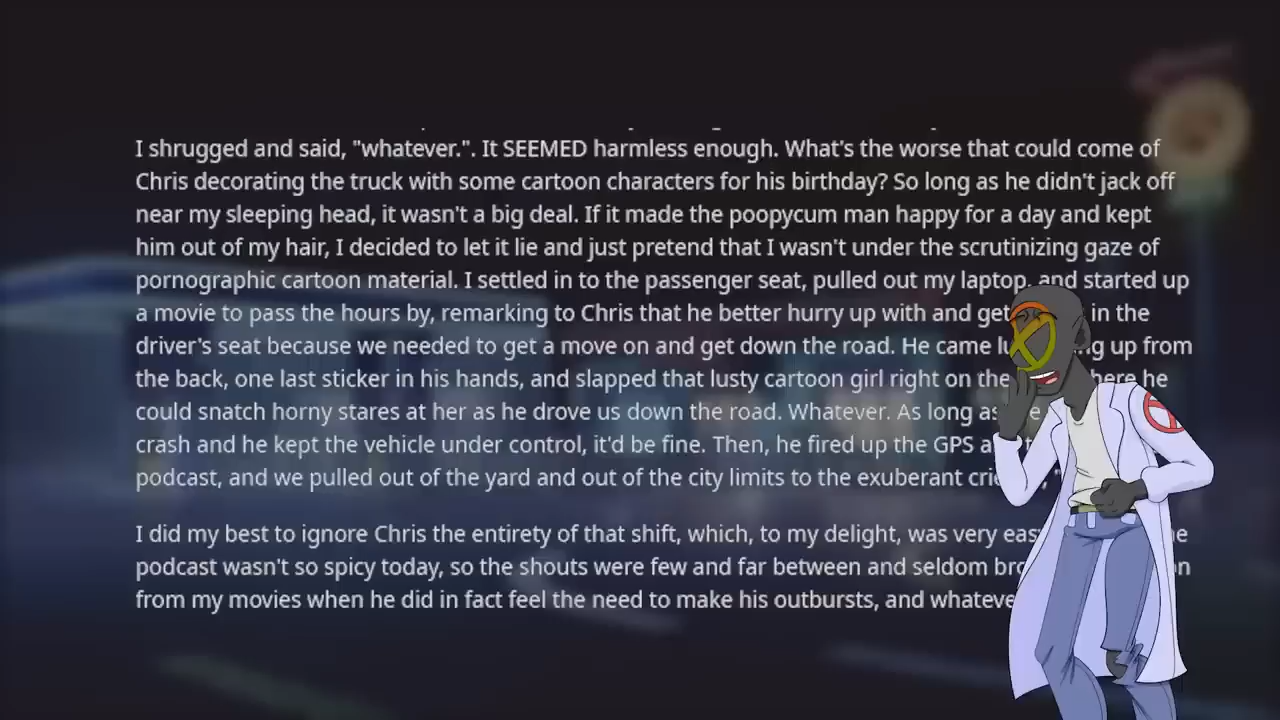 I shrugged and said, "whatever.". It SEEMED harmless enough. What's the worse that could come of
Chris decorating the truck with some cartoon characters for his birthday? So long as he didn't jack off
near my sleeping head, it wasn't a big deal. If it made the poopycum man happy for a day and kept
him out of my hair, I decided to let it lie and just pretend that I wasn't under the scrutinizing gaze of
pornographic cartoon material. I settled in to the passenger seat, pulled out my laptop, and started up
a movie to pass the hours by, remarking to Chris that he better hurry up with and get in the
driver's seat because we needed to get a move on and get down the road. He came up from
the back, one last sticker in his hands, and slapped that lusty cartoon girl right on the he
could snatch horny stares at her as he drove us down the road. Whatever. As long as
crash and he kept the vehicle under control, it'd be fine. Then, he fired up the GPS
podcast, and we pulled out of the yard and out of the city limits to the exuberant
I did my best to ignore Chris the entirety of that shift, which, to my delight, was very
podcast wasn't so spicy today, so the shouts were few and far between and seldom
from my movies when he did in fact feel the need to make his outbursts, and